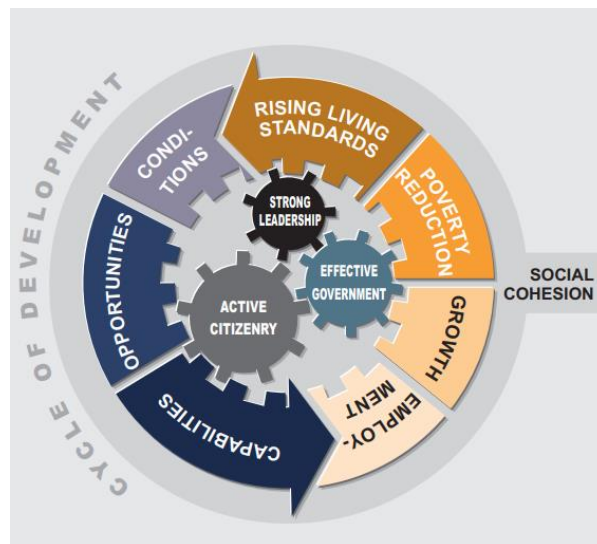 CYCLE OF DEVELOPMENT
RISING LIVING
STANDARDS
POVERTY
REDUCTION
GROWTH
EMPLOY-
MENT
CAPABILITIES
OPPORTUNITIES
CONDI-
TIONS
STRONG
LEADERSHIP
EFFECTIVE
GOVERNMENT
ACTIVE
CITIZENRY
SOCIAL
COHESION